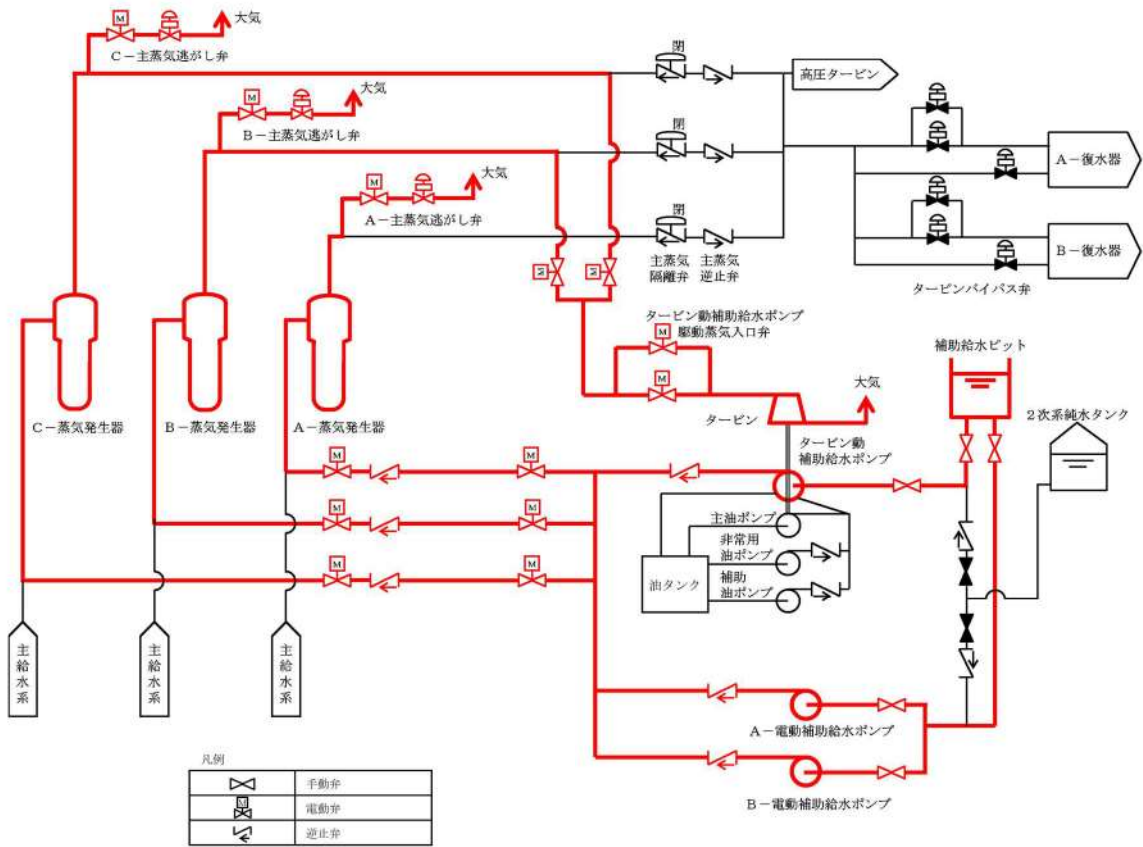 M
大気
C－主蒸気逃がし弁
M
大気
B－主蒸気逃がし弁
M
大気
A－主蒸気逃がし弁
閉
閉
閉
高圧タービン
A－復水器
B－復水器
主蒸気
隔離弁
主蒸気
逆止弁
タービンバイパス弁
M
M
タービン動補助給水ポンプ
駆動蒸気入口弁
M
M
大気
タービン
補助給水ピット
2次系純水タンク
C－蒸気発生器
B－蒸気発生器
A－蒸気発生器
タービン動
補助給水ポンプ
M
M
M
M
M
M
主油ポンプ
非常用
油ポンプ
補助
油ポンプ
油タンク
主給水系
主給水系
主給水系
A－電動補助給水ポンプ
B－電動補助給水ポンプ
凡例
手動弁
M
電動弁
逆止弁